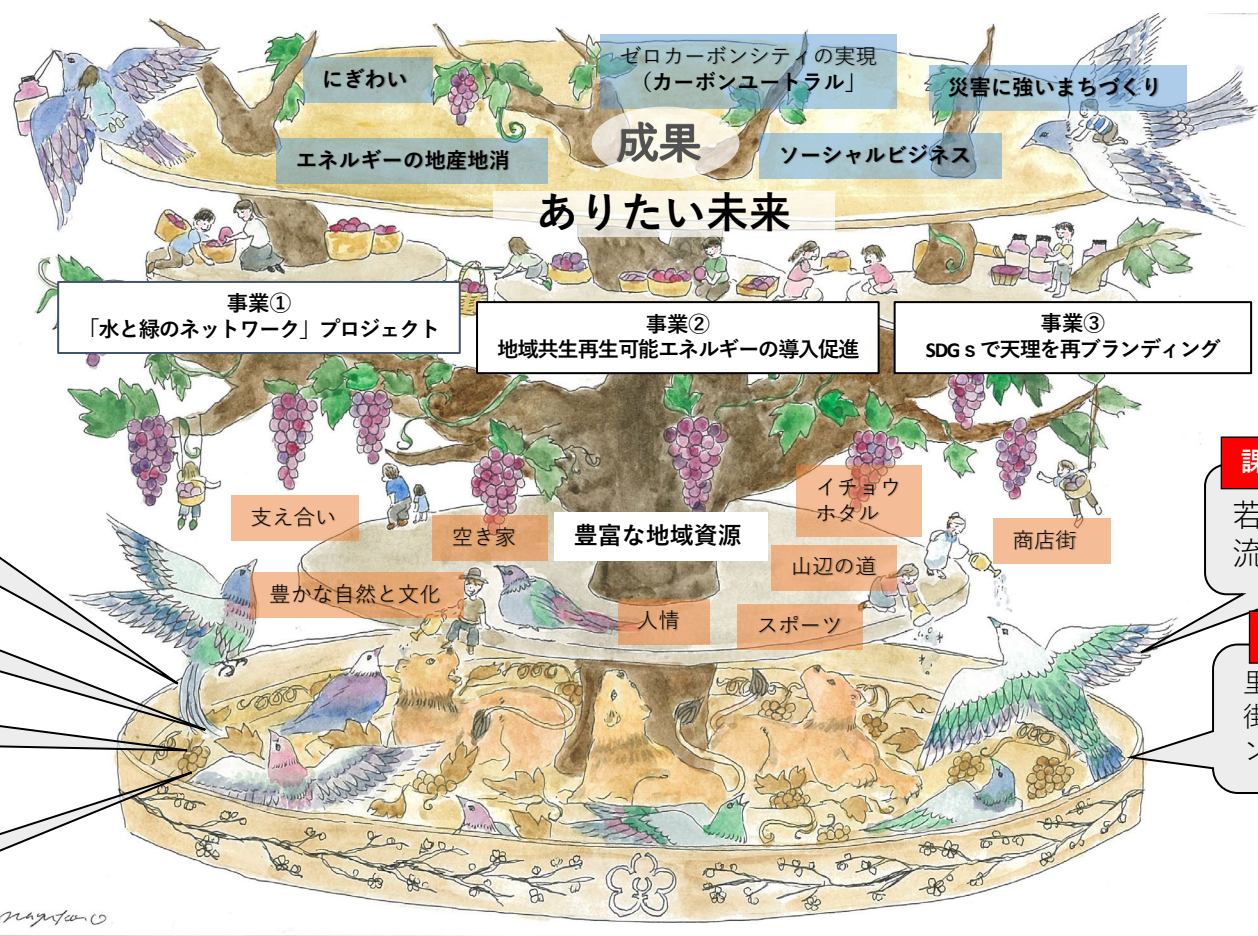 にぎわい
ゼロカーボンシティの実現
（カーボンユートラル」
災害に強いまちづくり
エネルギーの地産地消
成果
ソーシャルビジネス
ありたい未来
事業①
「水と緑のネットワーク」プロジェクト
事業②
地域共生再生可能エネルギーの導入促進
事業③
SDGｓで天理を再ブランディング
支え合い
空き家
豊富な地域資源
イチョウ
ホタル
商店街
山辺の道
豊かな自然と文化
人情
スポーツ
若
流
街
ン